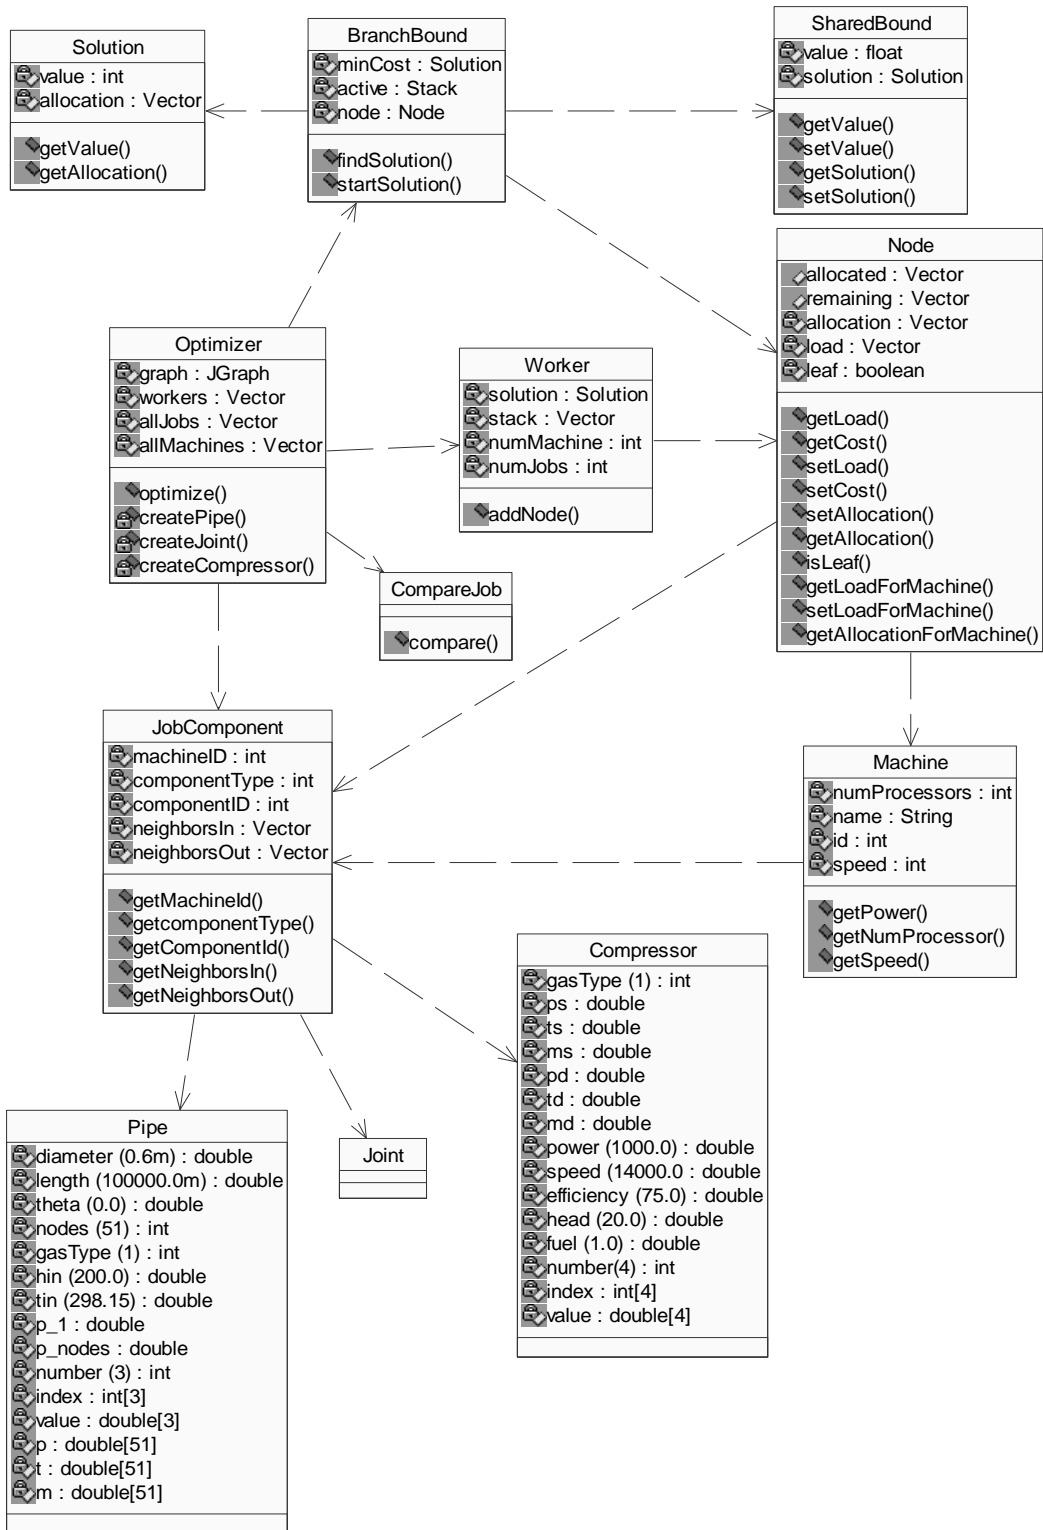 Solution
value : int
allocation : Vector
getValue()
getAllocation()
BranchBound
minCost : Solution
active : Stack
node : Node
findSolution()
startSolution()
SharedBound
value : float
solution : Solution
getValue()
setValue()
getSolution()
setSolution()
Node
allocated : Vector
remaining : Vector
allocation : Vector
load : Vector
leaf : boolean
getLoad()
getCost()
setLoad()
setCost()
setAllocation()
getAllocation()
isLeaf()
getLoadForMachine()
setLoadForMachine()
getAllocationForMachine()
Optimizer
graph : JGraph
workers : Vector
allJobs : Vector
allMachines : Vector
optimize()
createPipe()
createJoint()
createCompressor()
Worker
solution : Solution
stack : Vector
numMachine : int
numJobs : int
addNode()
CompareJob
compare()
JobComponent
machineID : int
componentType : int
componentID : int
neighborsIn : Vector
neighborsOut : Vector
getMachineId()
getcomponentType()
getComponentId()
getNeighborsIn()
getNeighborsOut()
Machine
numProcessors : int
name : String
id : int
speed : int
getPower()
getNumProcessor()
getSpeed()
Compressor
gasType (1) : int
ps : double
ts : double
ms : double
pd : double
td : double
md : double
power (1000.0) : double
speed (14000.0 : double
efficiency (75.0) : double
head (20.0) : double
fuel (1.0) : double
number(4) : int
index : int[4]
value : double[4]
Pipe
diameter (0.6m) : double
length (100000.0m) : double
theta (0.0) : double
nodes (51) : int
gasType (1) : int
hin (200.0) : double
tin (298.15) : double
p_1 : double
p_nodes : double
number (3) : int
index : int[3]
value : double[3]
p : double[51]
t : double[51]
m : double[51]
Joint